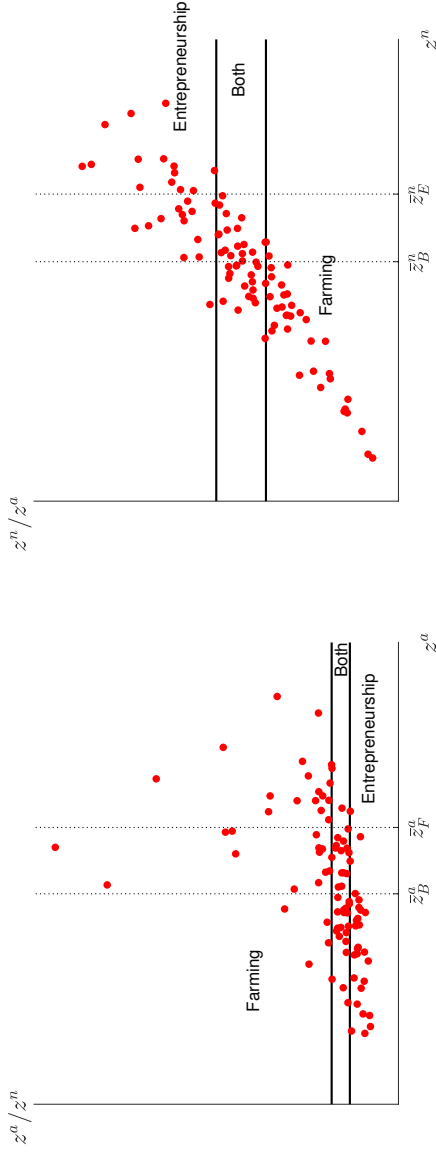 z^a/z^n
Farming
Both
Entrepreneurship
z̄^a_B
z̄^a_F
z^a
z^n/z^a
Entrepreneurship
Both
Farming
z̄^n_B
z̄^n_E
z^n